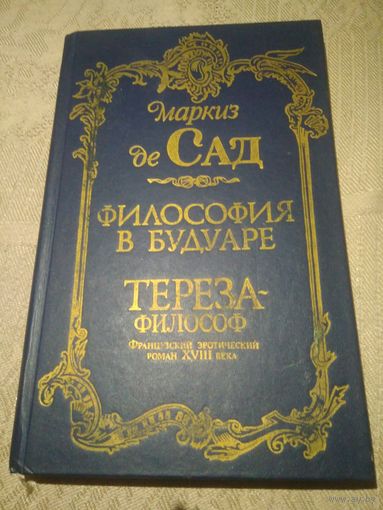 Маркиз
де САД
ФИЛОСОФИЯ
В БУДУАРЕ
ТЕРЕЗА-
ФИЛОСОФ
ФРАНЦУЗСКИЙ ЭРОТИЧЕСКИЙ
РОМАН XVIII ВЕКА